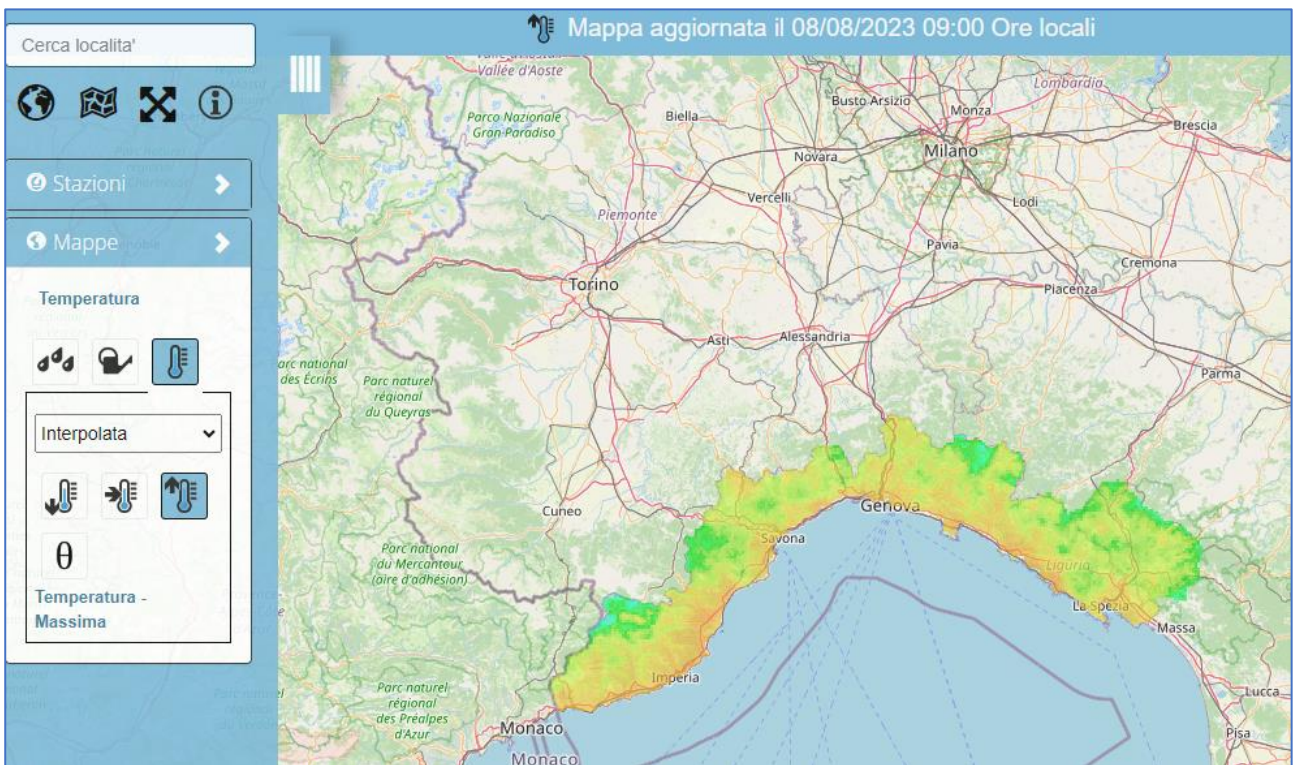 Mappa aggiornata il 08/08/2023 09:00 Ore locali
Cerca localita'
Stazioni
Mappe
Temperatura
Interpolata
θ
Temperatura -
Massima
Vallée d'Aoste
Parco Nazionale
Gran Paradiso
Biella
Busto Arsizio
Monza
Lombardia
Brescia
Novara
Milano
Vercelli
Lodi
Piemonte
Pavia
Cremona
Torino
Piacenza
Asti
Alessandria
Parc naturel
régional
du Queyras
arc national
des Écrins
Parma
Cuneo
Genova
Savona
Parc national
du Mercantour
(aire d'adhésion)
Liguria
La Spezia
Massa
Imperia
Parc naturel
régional
des Préalpes
d'Azur
Lucca
Monaco
Pisa
Monaco